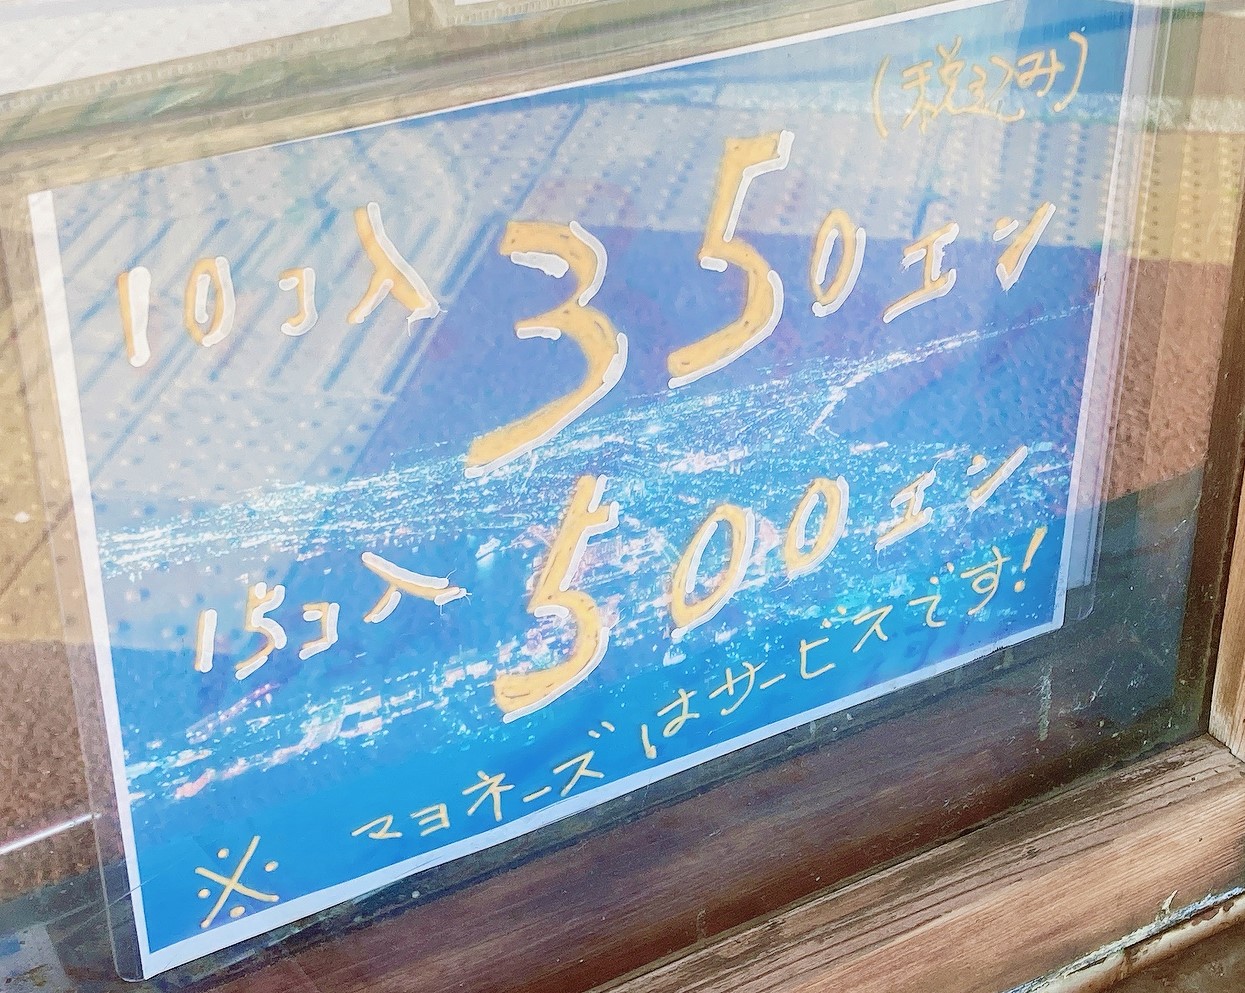 (税込み)
10コ入 350エン
15コ入 500エン
※ マヨネーズはサービスです!